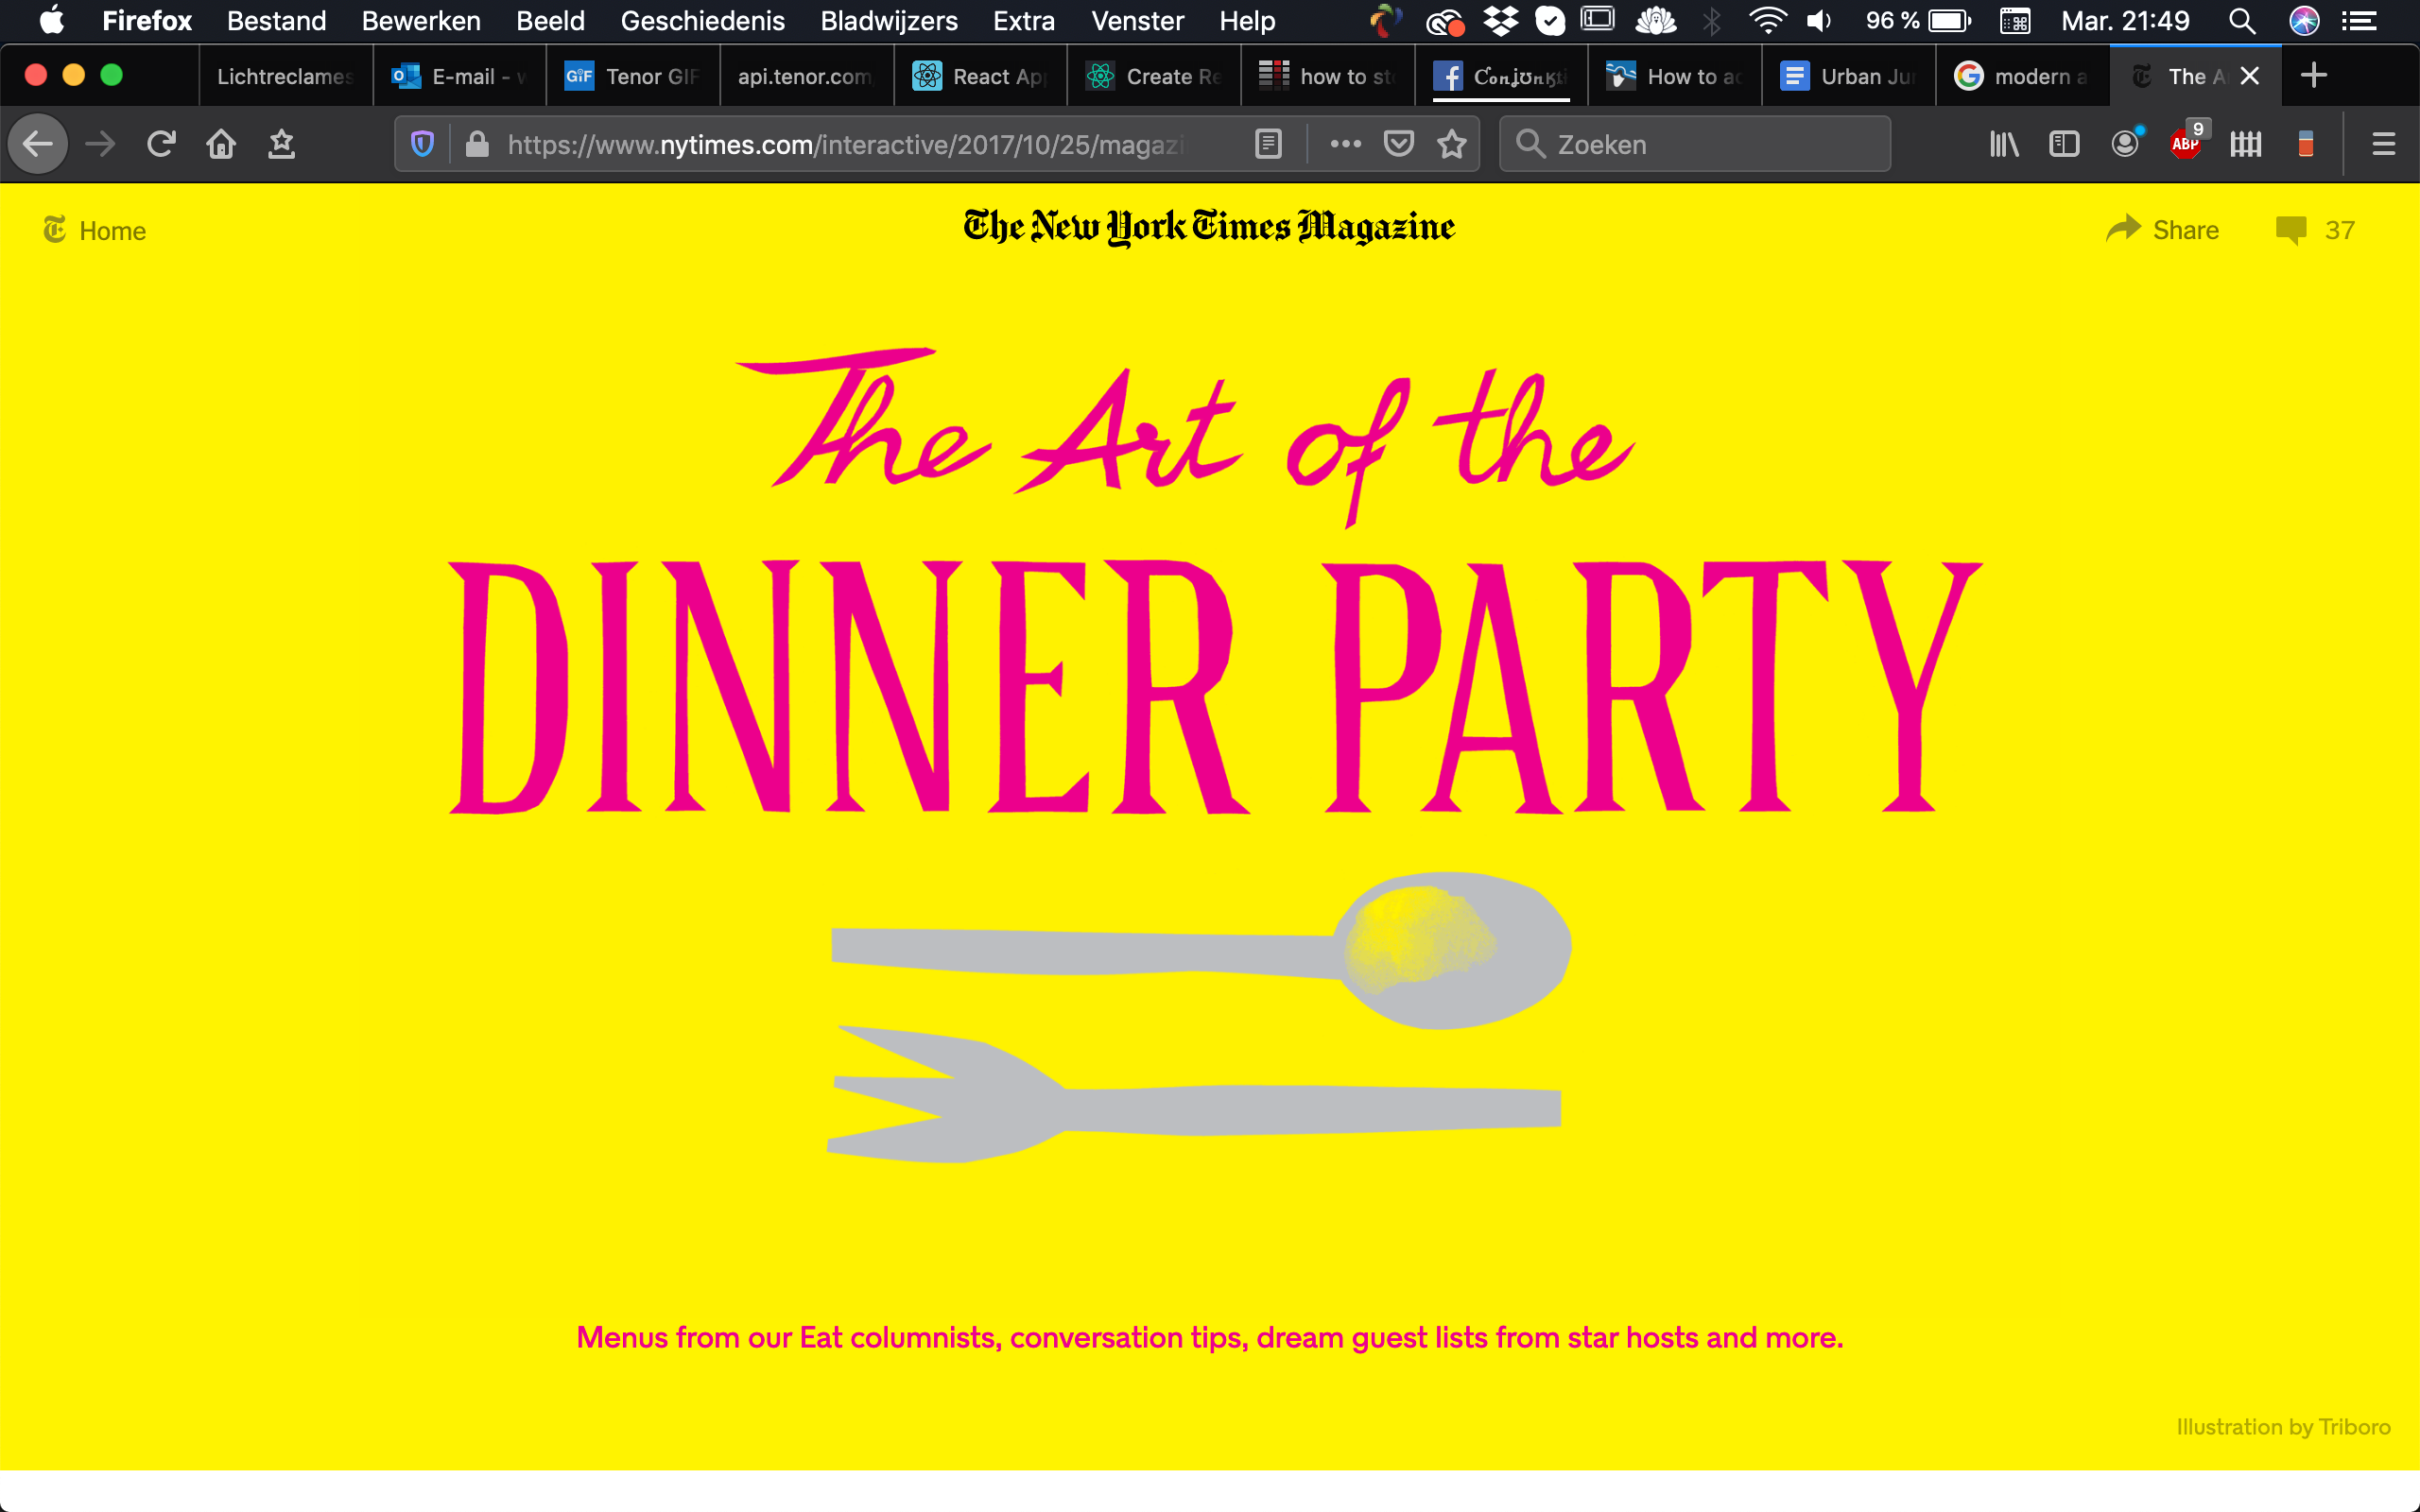 Firefox Bestand Bewerken Beeld Geschiedenis Bladwijzers Extra Venster Help 96 % Mar. 21:49
Lichtreclames E-mail - GIF Tenor GIF api.tenor.com React Ap Create Re how to st Conjunkti How to ac Urban Jun modern a The A
https://www.nytimes.com/interactive/2017/10/25/magazi Zoeken ABP 9
Home The New York Times Magazine Share 37
The Art of the
DINNER PARTY
Menus from our Eat columnists, conversation tips, dream guest lists from star hosts and more.
Illustration by Triboro